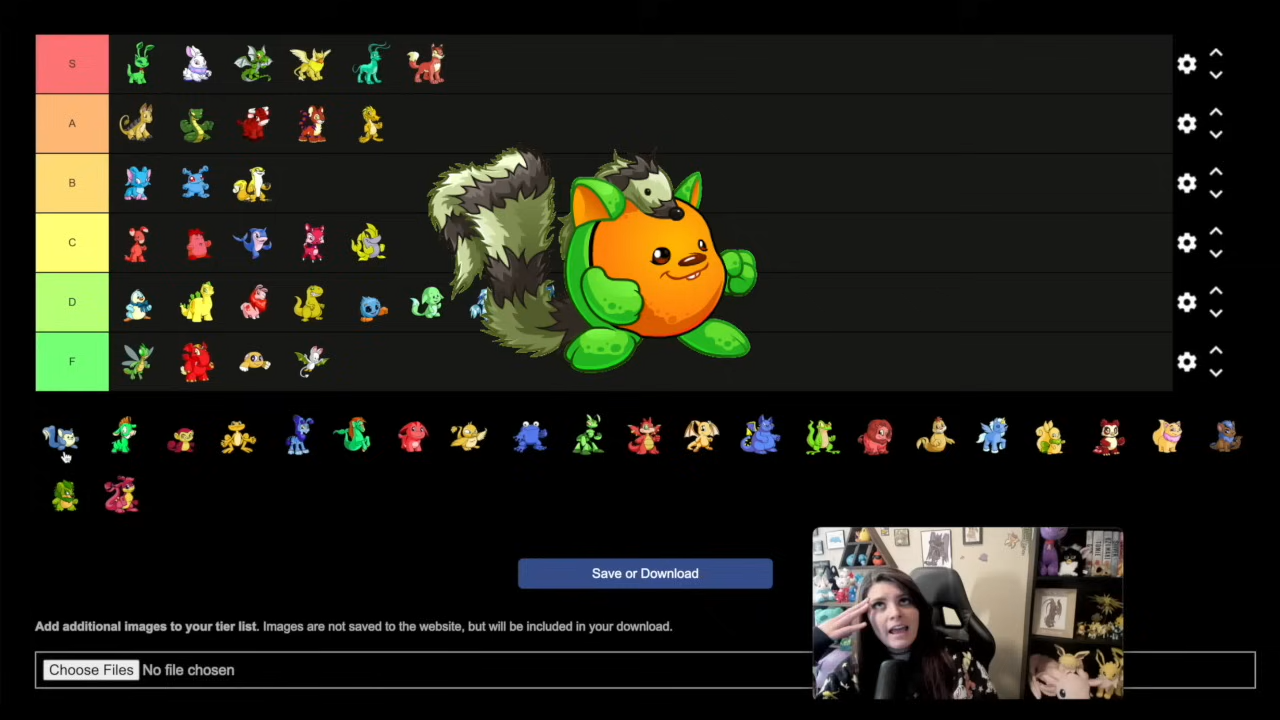 S
A
B
C
D
F
Save or Download
Add additional images to your tier list. Images are not saved to the website, but will be included in your download.
Choose Files No file chosen